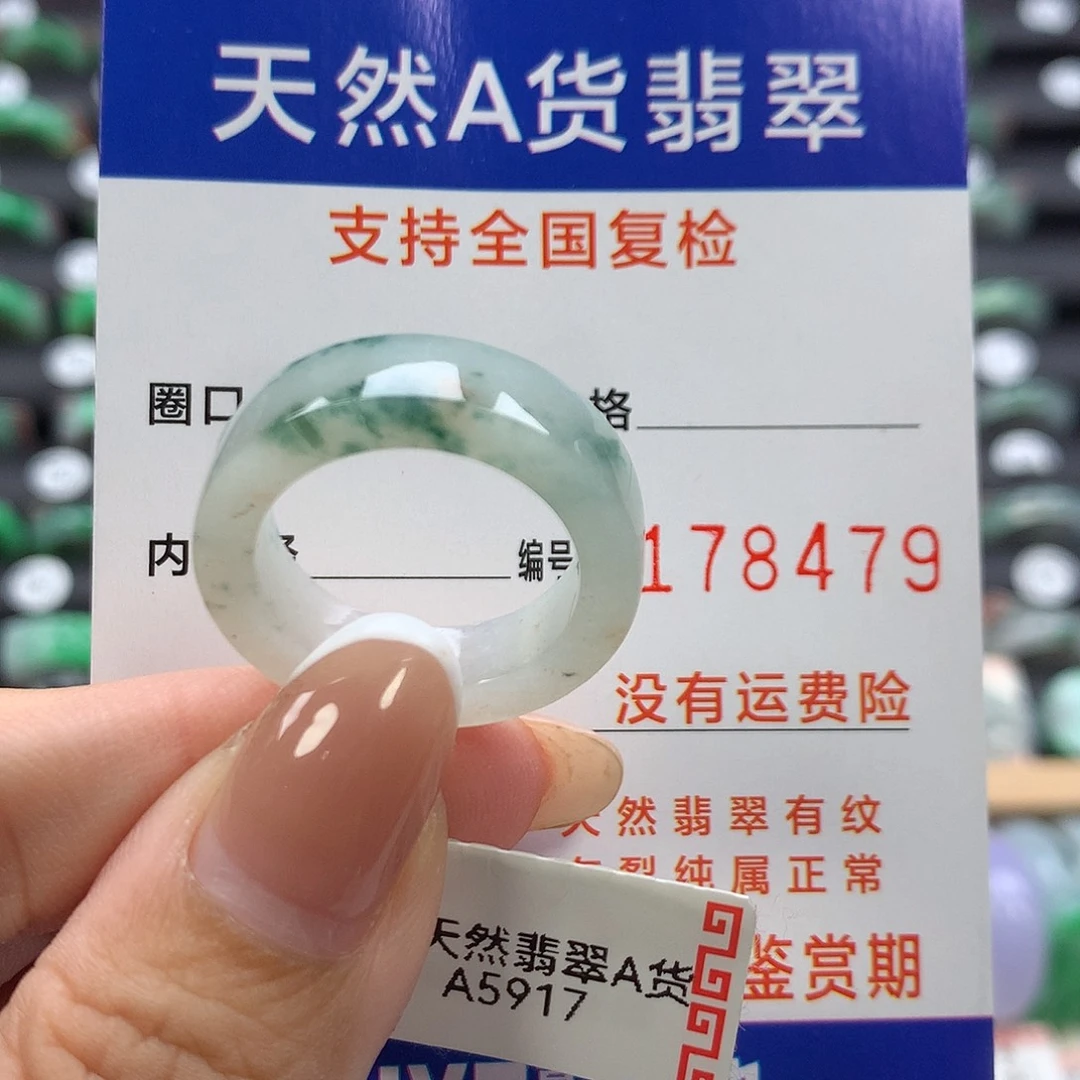 天然A货翡翠
支持全国复检
圈口 格
内 编号 178479
没有运费险
然翡翠有纹
裂纯属正常
鉴赏期
天然翡翠A货
A5917